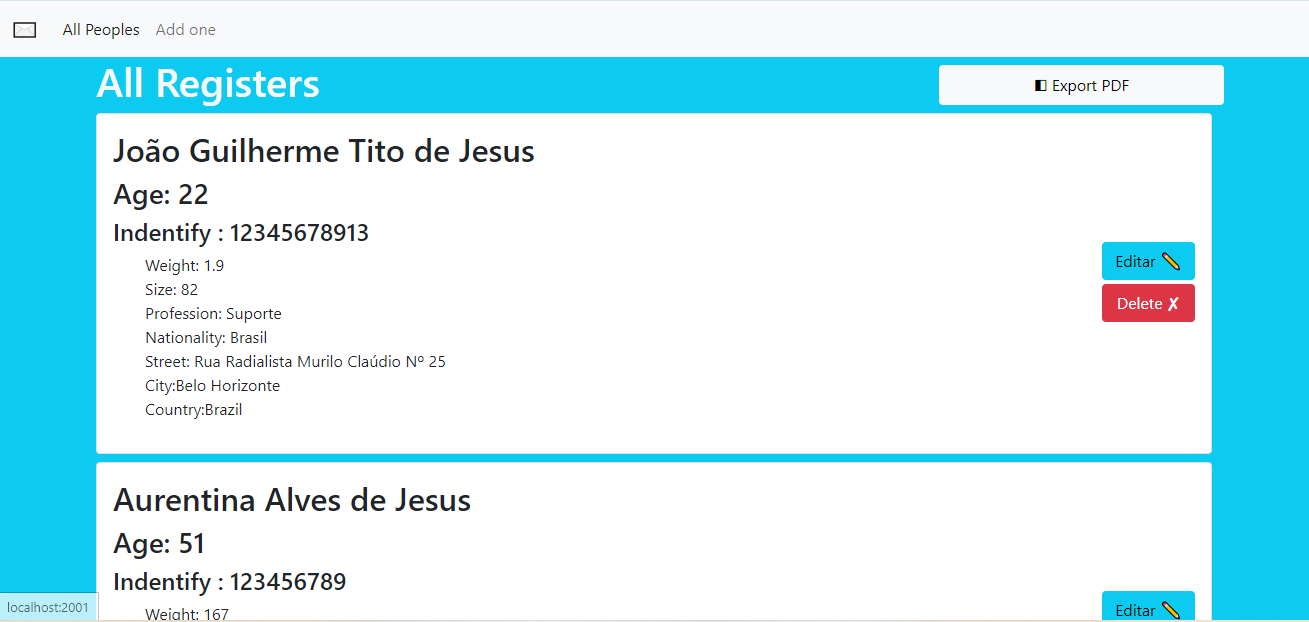 All Peoples Add one
All Registers
Export PDF
João Guilherme Tito de Jesus
Age: 22
Indentify : 12345678913
Weight: 1.9
Size: 82
Profession: Suporte
Nationality: Brasil
Street: Rua Radialista Murilo Claúdio Nº 25
City:Belo Horizonte
Country:Brazil
Editar
Delete ✗
Aurentina Alves de Jesus
Age: 51
Indentify : 123456789
Weight: 167
Editar
localhost:2001